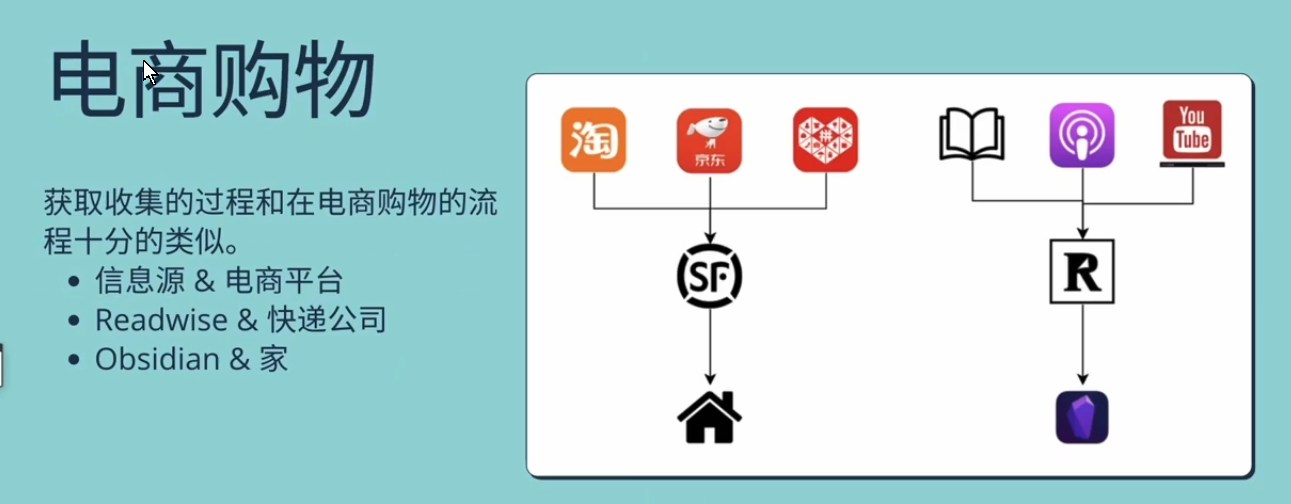 电商购物
获取收集的过程和在电商购物的流
程十分的类似。
信息源 & 电商平台
Readwise & 快递公司
Obsidian & 家
淘
京东
拼
You
Tube
SF
R